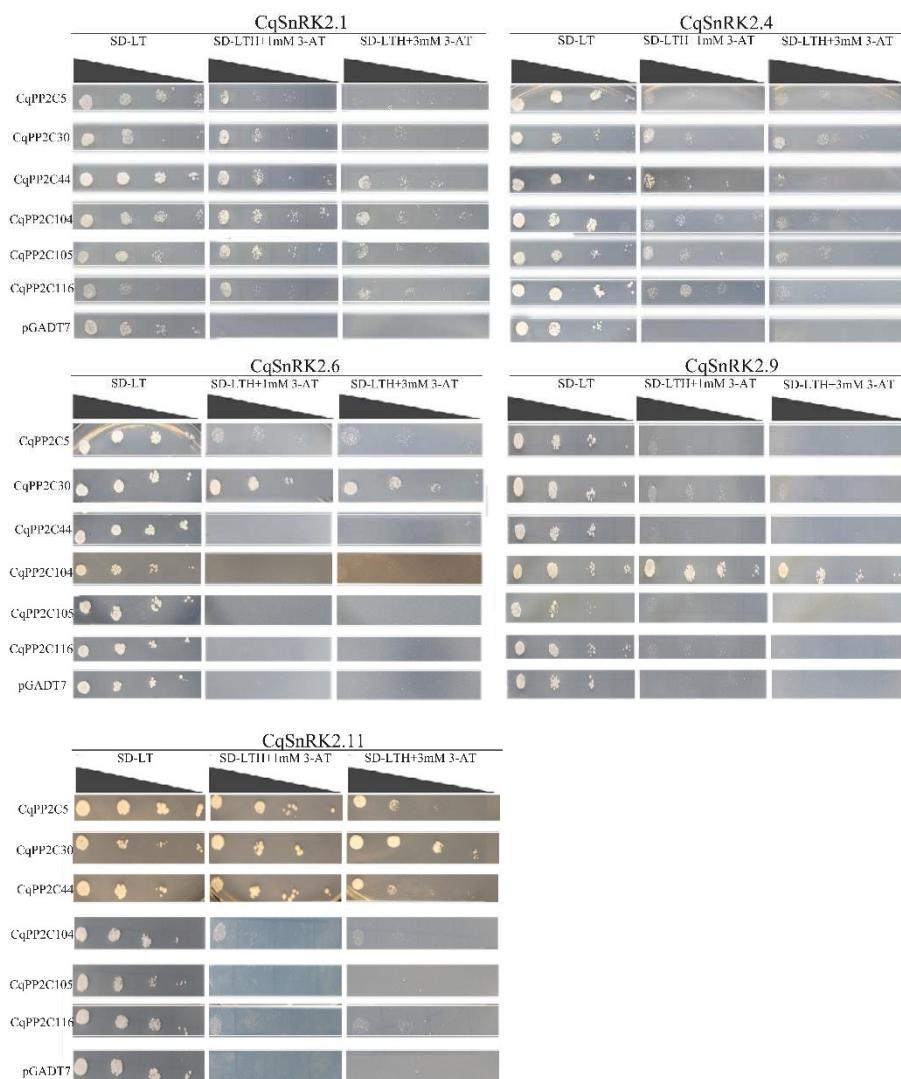 CqSnRK2.1
SD-LT SD-LTH+1mM 3-AT SD-LTH+3mM 3-AT
CqPP2C5
CqPP2C30
CqPP2C44
CqPP2C104
CqPP2C105
CqPP2C116
pGADT7
CqSnRK2.4
SD-LT SD-LTH+1mM 3-AT SD-LTH+3mM 3-AT
CqSnRK2.6
SD-LT SD-LTH+1mM 3-AT SD-LTH+3mM 3-AT
CqPP2C5
CqPP2C30
CqPP2C44
CqPP2C104
CqPP2C105
CqPP2C116
pGADT7
CqSnRK2.9
SD-LT SD-LTH+1mM 3-AT SD-LTH+3mM 3-AT
CqSnRK2.11
SD-LT SD-LTH+1mM 3-AT SD-LTH+3mM 3-AT
CqPP2C5
CqPP2C30
CqPP2C44
CqPP2C104
CqPP2C105
CqPP2C116
pGADT7